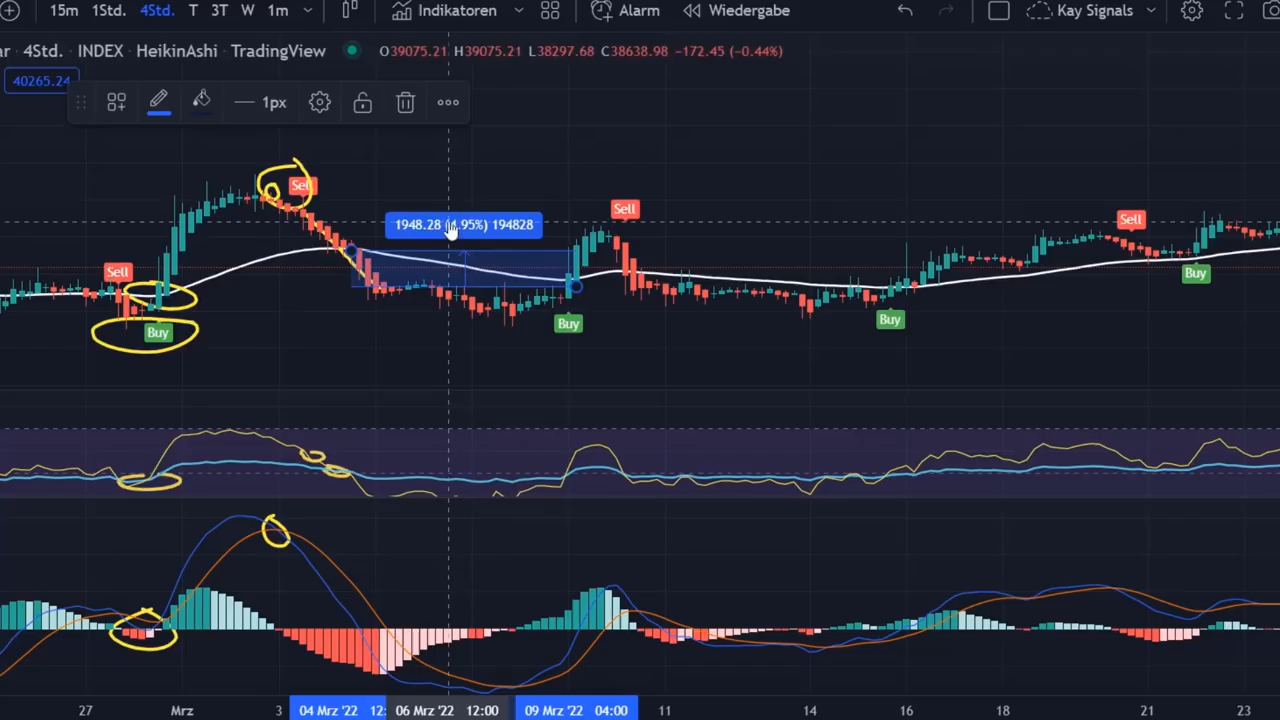 15m 1Std. 4Std. T 3T W 1m Indikatoren Alarm Wiedergabe Kay Signals
ar · 4Std. · INDEX · HeikinAshi · TradingView O39075.21 H39075.21 L38297.68 C38638.98 −172.45 (−0.44%)
40265.24
1px
Sell
1948.28 (4.95%) 194828
Sell
Sell
Sell
Buy
Buy
Buy
Buy
27 Mrz 3 04 Mrz '22 12: 06 Mrz '22 12:00 09 Mrz '22 04:00 11 14 16 18 21 23